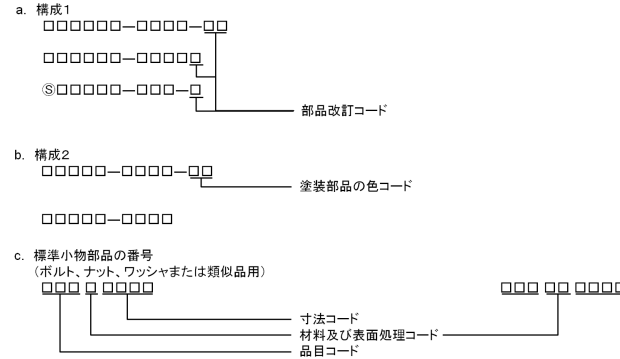 a. 構成1
□□□□□□-□□□□-□□
□□□□□□-□□□□□
Ⓢ□□□□□-□□□-□
部品改訂コード
b. 構成2
□□□□□-□□□□-□□
塗装部品の色コード
□□□□□-□□□□
c. 標準小物部品の番号
(ボルト、ナット、ワッシャまたは類似品用)
□□□ □ □□□□ □□□ □□ □□□□
寸法コード
材料及び表面処理コード
品目コード